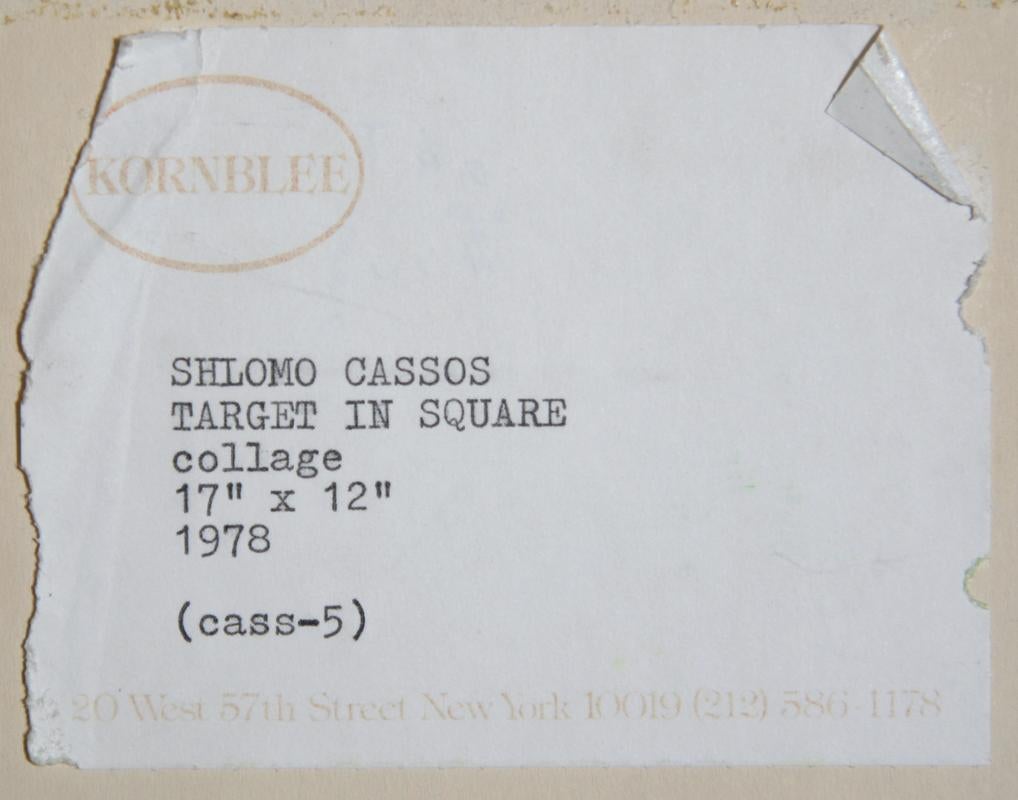 KORNBLEE
SHLOMO CASSOS
TARGET IN SQUARE
collage
17" x 12"
1978
(cass-5)
20 West 57th Street New York 10019 (212) 586-1178